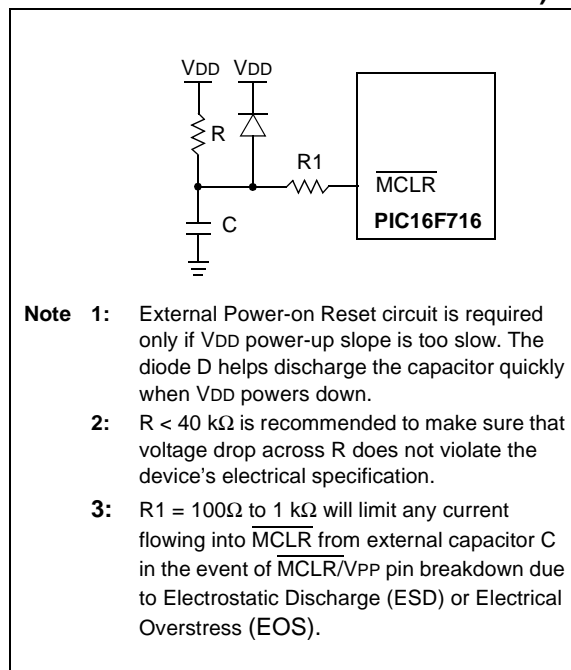 VDD VDD
R
R1
MCLR
C
PIC16F716
Note 1: External Power-on Reset circuit is required
only if VDD power-up slope is too slow. The
diode D helps discharge the capacitor quickly
when VDD powers down.
2: R < 40 kΩ is recommended to make sure that
voltage drop across R does not violate the
device's electrical specification.
3: R1 = 100Ω to 1 kΩ will limit any current
flowing into MCLR from external capacitor C
in the event of MCLR/VPP pin breakdown due
to Electrostatic Discharge (ESD) or Electrical
Overstress (EOS).